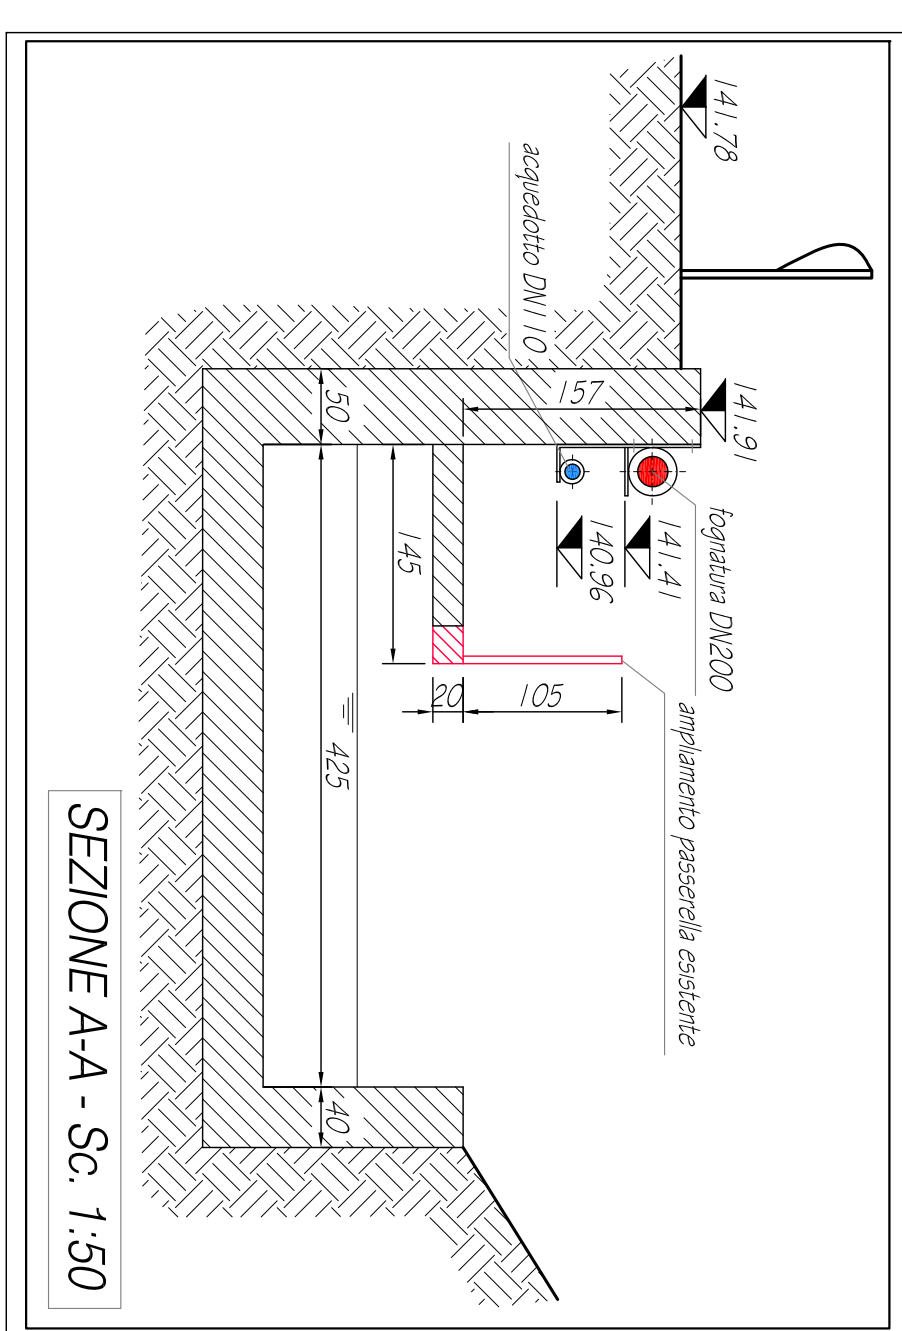 141.78
141.91
fognatura DN200
ampliamento passerella esistente
141.41
140.96
acquedotto DN110
157
105
20
145
50
425
40
SEZIONE A-A - Sc. 1:50